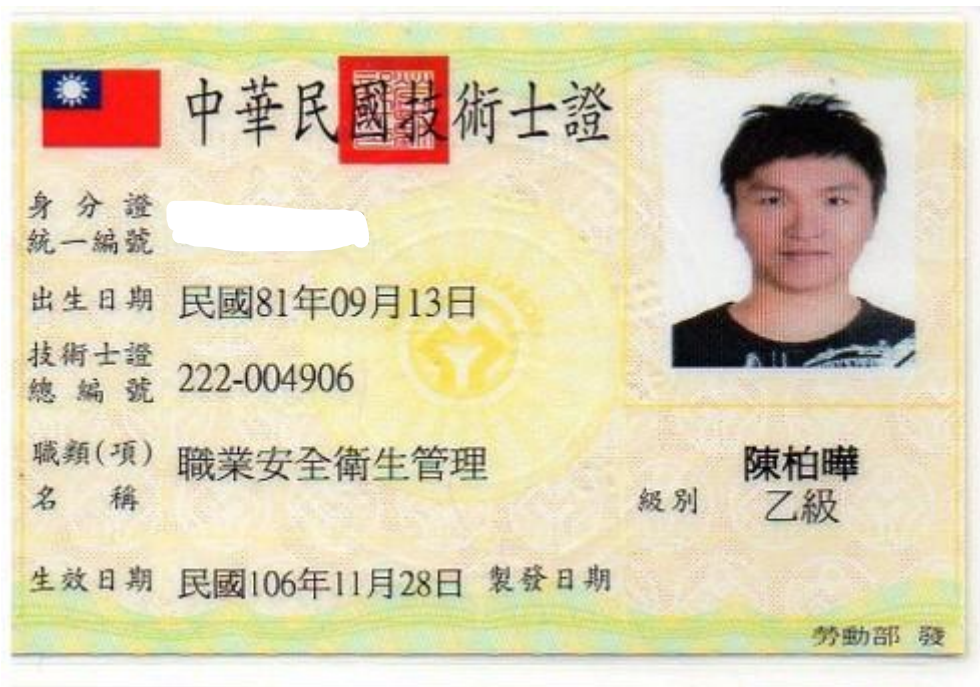 中華民國技術士證
身分證
統一編號
出生日期 民國81年09月13日
技術士證
總編號 222-004906
職類(項)
名稱 職業安全衛生管理
陳柏曄
級別 乙級
生效日期 民國106年11月28日 製發日期
勞動部 發